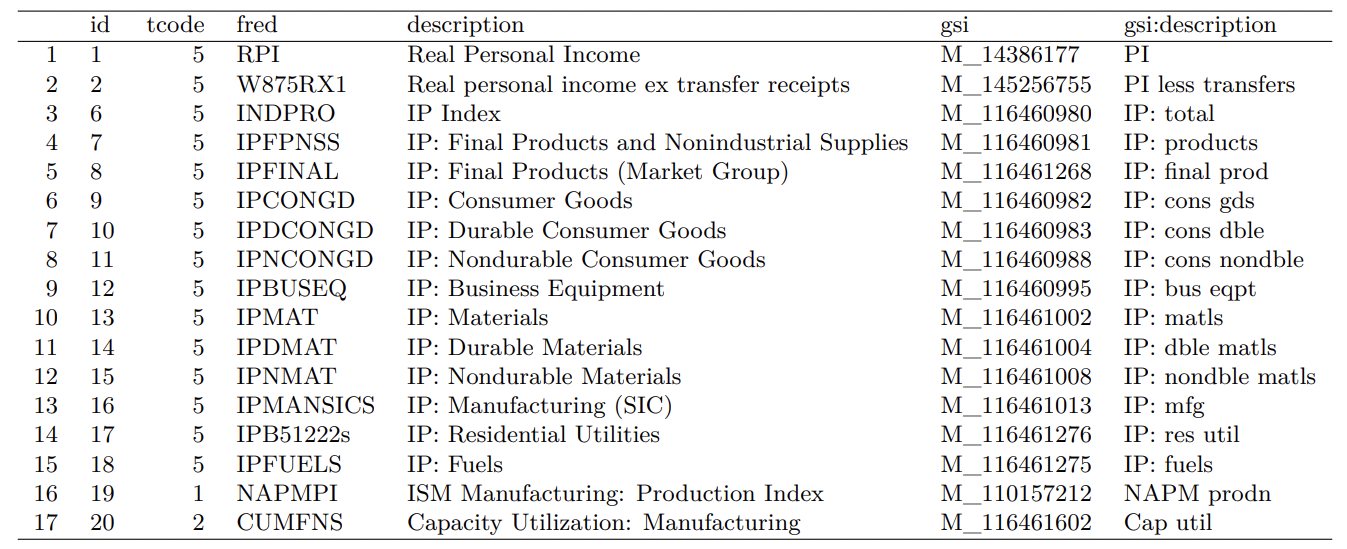 id tcode fred description gsi gsi:description
1 1 5 RPI Real Personal Income M_14386177 PI
2 2 5 W875RX1 Real personal income ex transfer receipts M_145256755 PI less transfers
3 6 5 INDPRO IP Index M_116460980 IP: total
4 7 5 IPFPNSS IP: Final Products and Nonindustrial Supplies M_116460981 IP: products
5 8 5 IPFINAL IP: Final Products (Market Group) M_116461268 IP: final prod
6 9 5 IPCONGD IP: Consumer Goods M_116460982 IP: cons gds
7 10 5 IPDCONGD IP: Durable Consumer Goods M_116460983 IP: cons dble
8 11 5 IPNCONGD IP: Nondurable Consumer Goods M_116460988 IP: cons nondble
9 12 5 IPBUSEQ IP: Business Equipment M_116460995 IP: bus eqpt
10 13 5 IPMAT IP: Materials M_116461002 IP: matls
11 14 5 IPDMAT IP: Durable Materials M_116461004 IP: dble matls
12 15 5 IPNMAT IP: Nondurable Materials M_116461008 IP: nondble matls
13 16 5 IPMANSICS IP: Manufacturing (SIC) M_116461013 IP: mfg
14 17 5 IPB51222s IP: Residential Utilities M_116461276 IP: res util
15 18 5 IPFUELS IP: Fuels M_116461275 IP: fuels
16 19 1 NAPMPI ISM Manufacturing: Production Index M_110157212 NAPM prodn
17 20 2 CUMFNS Capacity Utilization: Manufacturing M_116461602 Cap util